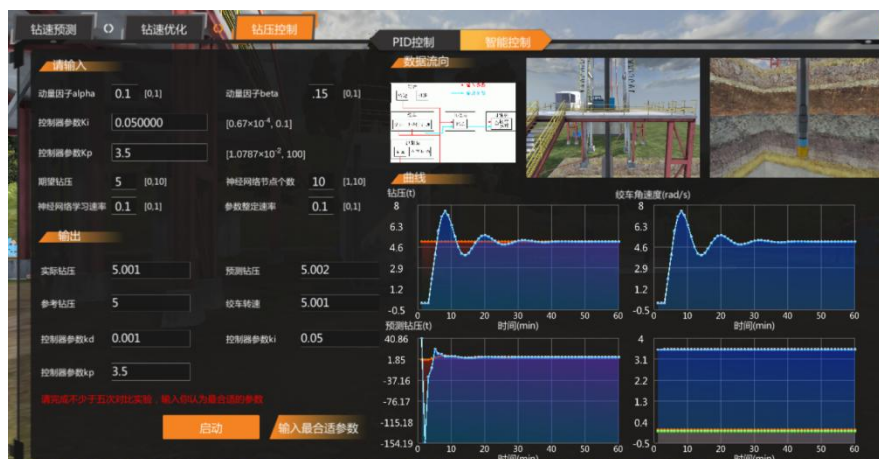 钻速预测 钻速优化 钻压控制
PID控制 智能控制
请输入
动量因子alpha 0.1 [0,1] 动量因子beta .15 [0,1]
控制器参数Ki 0.050000 [0.67×10⁻⁴, 0.1]
控制器参数Kp 3.5 [1.0787×10⁻², 100]
期望钻压 5 [0,10] 神经网络节点个数 10 [1,10]
神经网络学习速率 0.1 [0,1] 参数整定速率 0.1 [0,1]
输出
实际钻压 5.001 预测钻压 5.002
参考钻压 5 绞车转速 5.001
控制器参数kd 0.001 控制器参数ki 0.05
控制器参数kp 3.5
请完成不少于五次对比实验,输入你认为最合适的参数
启动 输入最合适参数
数据流向
曲线
钻压(t)
8
6.3
4.6
2.9
1.2
-0.5
0 10 20 30 40 50 60
时间(min)
绞车角速度(rad/s)
8
6.3
4.6
2.9
1.2
-0.5
0 10 20 30 40 50 60
时间(min)
预测钻压(t)
40.86
1.85
-37.16
-76.17
-115.18
-154.19
0 10 20 30 40 50 60
时间(min)
4
3.1
2.2
1.3
0.4
-0.5
0 10 20 30 40 50 60
时间(min)